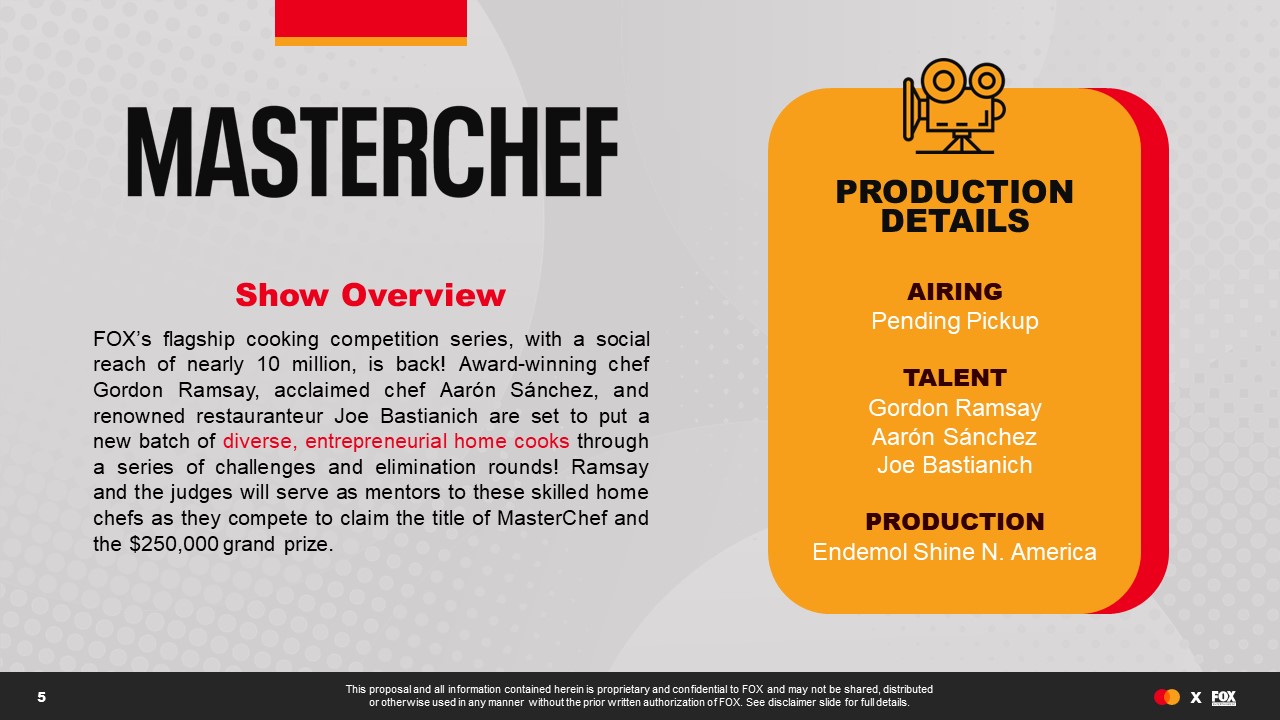 MASTERCHEF
Show Overview
FOX’s flagship cooking competition series, with a social
reach of nearly 10 million, is back! Award-winning chef
Gordon Ramsay, acclaimed chef Aarón Sánchez, and
renowned restauranteur Joe Bastianich are set to put a
new batch of diverse, entrepreneurial home cooks through
a series of challenges and elimination rounds! Ramsay
and the judges will serve as mentors to these skilled home
chefs as they compete to claim the title of MasterChef and
the $250,000 grand prize.
PRODUCTION
DETAILS
AIRING
Pending Pickup
TALENT
Gordon Ramsay
Aarón Sánchez
Joe Bastianich
PRODUCTION
Endemol Shine N. America
5
This proposal and all information contained herein is proprietary and confidential to FOX and may not be shared, distributed
or otherwise used in any manner without the prior written authorization of FOX. See disclaimer slide for full details.
X FOX